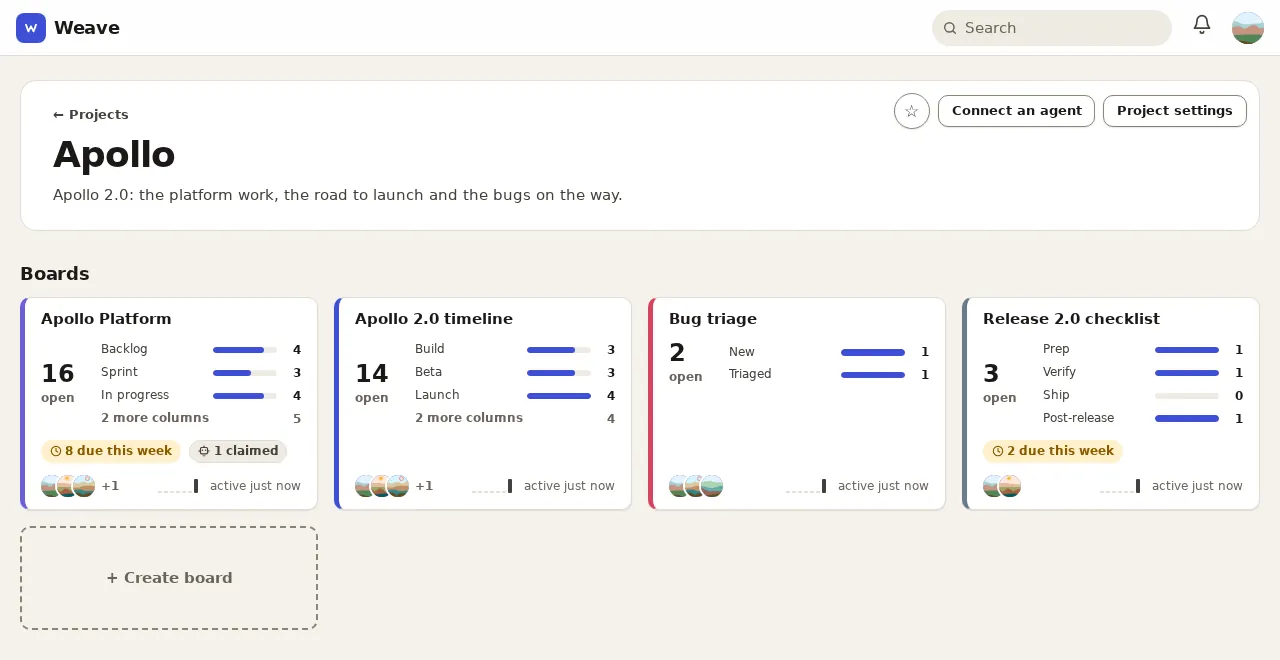 Weave
Search
← Projects
Connect an agent
Project settings
Apollo
Apollo 2.0: the platform work, the road to launch and the bugs on the way.
Boards
Apollo Platform
16 open
Backlog 4
Sprint 3
In progress 4
2 more columns 5
8 due this week
1 claimed
+1
active just now
Apollo 2.0 timeline
14 open
Build 3
Beta 3
Launch 4
2 more columns 4
+1
active just now
Bug triage
2 open
New 1
Triaged 1
active just now
Release 2.0 checklist
3 open
Prep 1
Verify 1
Ship 0
Post-release 1
2 due this week
active just now
+ Create board